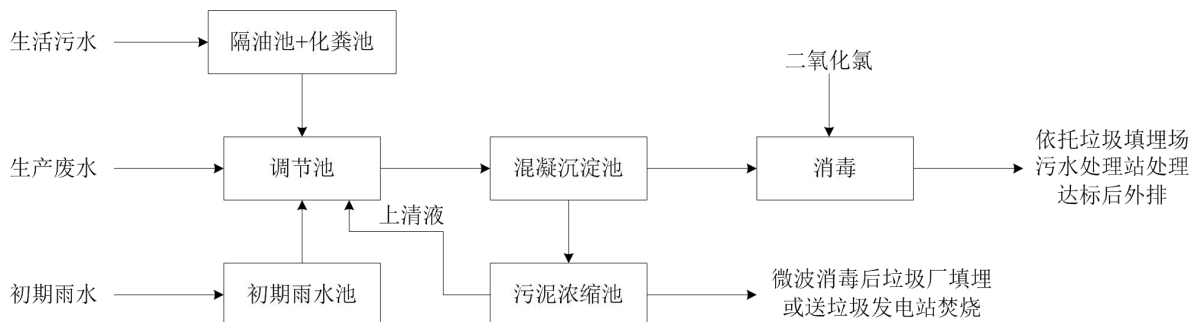 生活污水
隔油池+化粪池
二氧化氯
生产废水
调节池
混凝沉淀池
消毒
依托垃圾填埋场
污水处理站处理
达标后外排
上清液
初期雨水
初期雨水池
污泥浓缩池
微波消毒后垃圾厂填埋
或送垃圾发电站焚烧